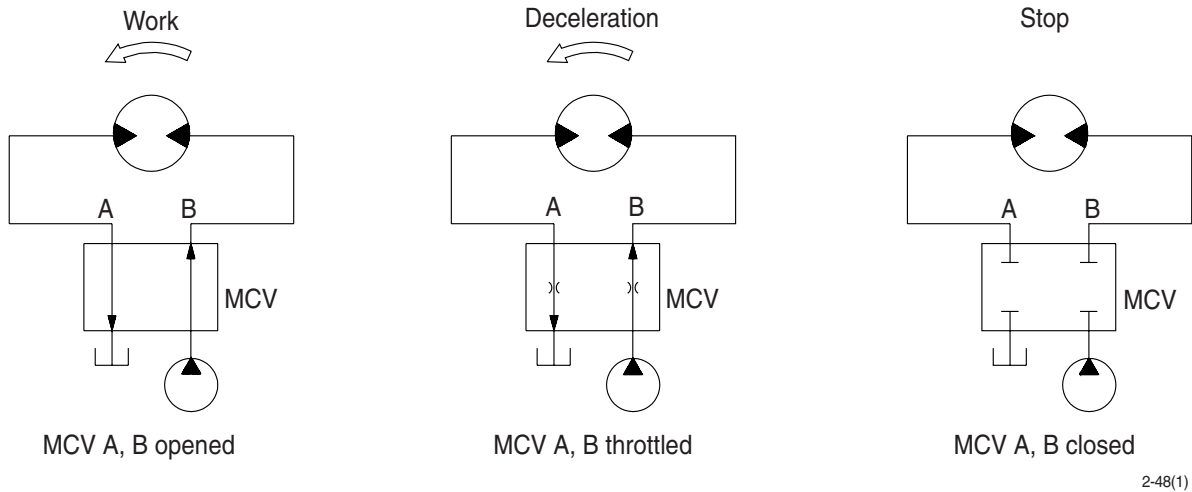 Work
Deceleration
Stop
A B
A B
A B
MCV
MCV
MCV
MCV A, B opened
MCV A, B throttled
MCV A, B closed
2-48(1)